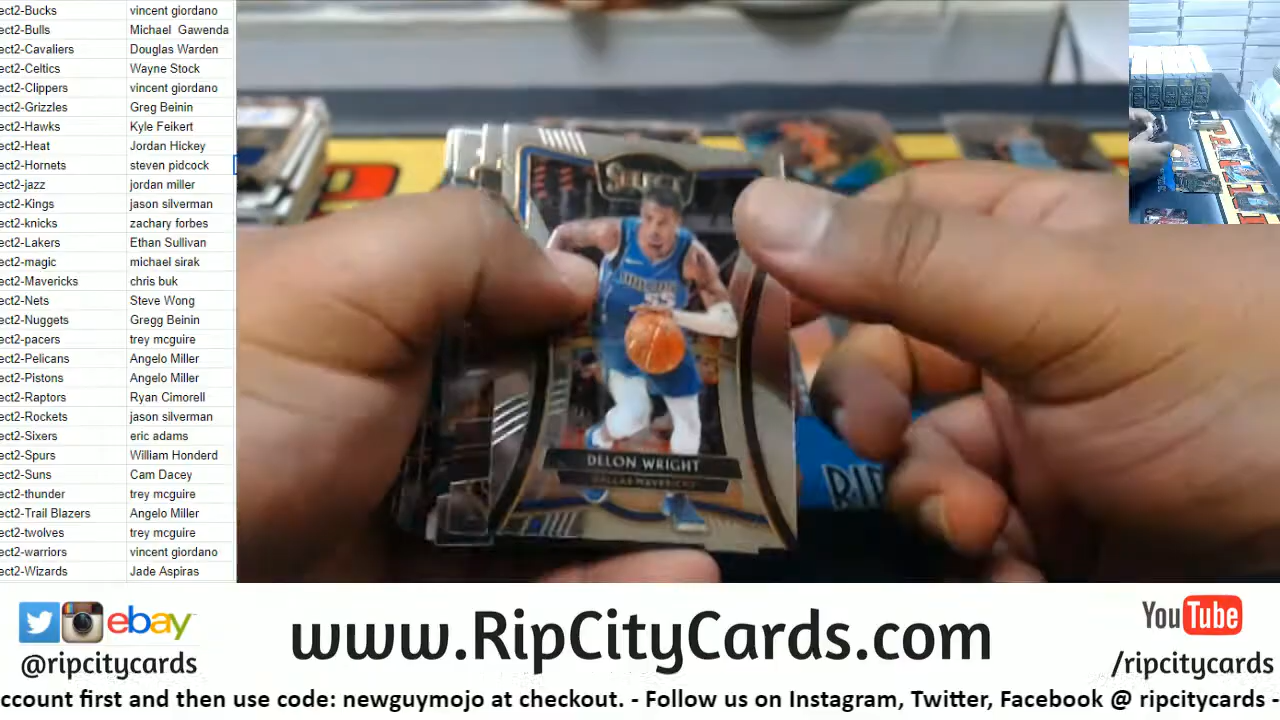 ect2-Bucks vincent giordano
ect2-Bulls Michael Gawenda
ect2-Cavaliers Douglas Warden
ect2-Celtics Wayne Stock
ect2-Clippers vincent giordano
ect2-Grizzles Greg Beinin
ect2-Hawks Kyle Feikert
ect2-Heat Jordan Hickey
ect2-Hornets steven pidcock
ect2-jazz jordan miller
ect2-Kings jason silverman
ect2-knicks zachary forbes
ect2-Lakers Ethan Sullivan
ect2-magic michael sirak
ect2-Mavericks chris buk
ect2-Nets Steve Wong
ect2-Nuggets Gregg Beinin
ect2-pacers trey mcguire
ect2-Pelicans Angelo Miller
ect2-Pistons Angelo Miller
ect2-Raptors Ryan Cimorell
ect2-Rockets jason silverman
ect2-Sixers eric adams
ect2-Spurs William Honderd
ect2-Suns Cam Dacey
ect2-thunder trey mcguire
ect2-Trail Blazers Angelo Miller
ect2-twolves trey mcguire
ect2-warriors vincent giordano
ect2-Wizards Jade Aspiras
SELECT
55
DELON WRIGHT
DALLAS MAVERICKS
RIP
ebay
@ripcitycards
www.RipCityCards.com
YouTube
/ripcitycards
ccount first and then use code: newguymojo at checkout. - Follow us on Instagram, Twitter, Facebook @ ripcitycards -